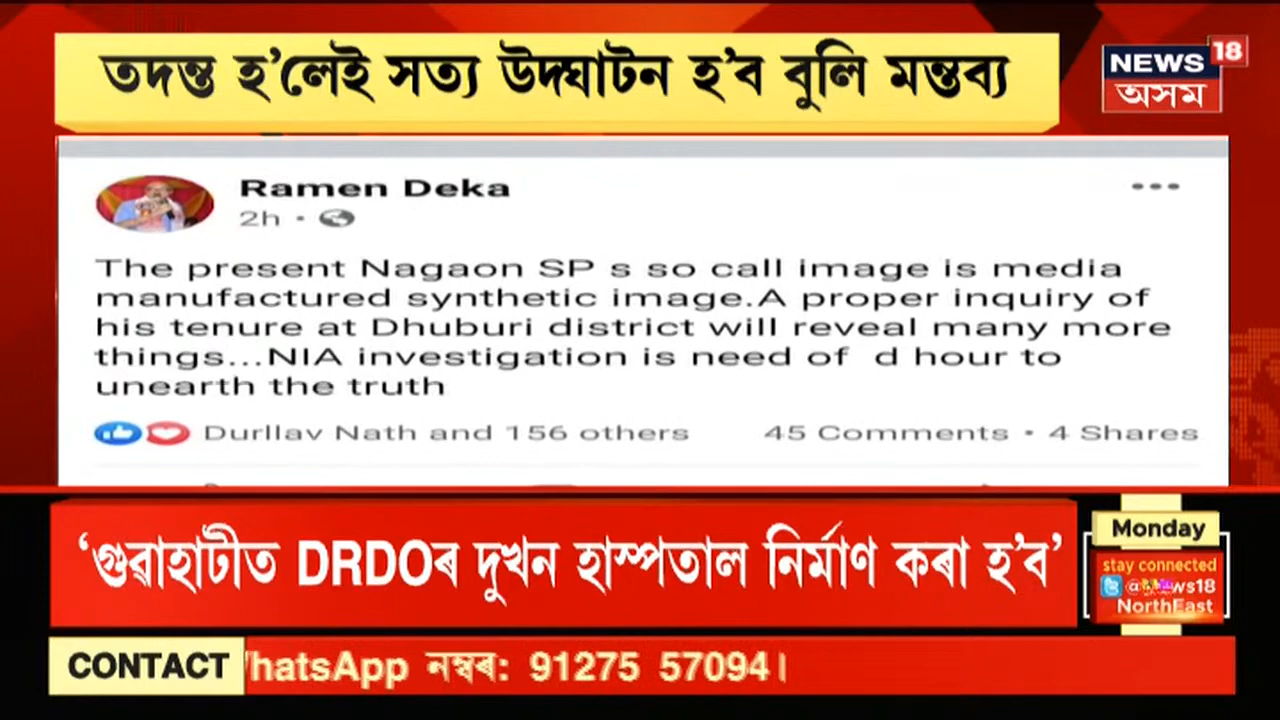 তদন্ত হ'লেই সত্য উদ্ঘাটন হ'ব বুলি মন্তব্য
NEWS 18
অসম
Ramen Deka
2h •
The present Nagaon SP s so call image is media
manufactured synthetic image.A proper inquiry of
his tenure at Dhuburi district will reveal many more
things...NIA investigation is need of d hour to
unearth the truth
Durllav Nath and 156 others 45 Comments • 4 Shares
‘গুৱাহাটীত DRDOৰ দুখন হাস্পতাল নিৰ্মাণ কৰা হ'ব’
Monday
stay connected
NorthEast
CONTACT hatsApp নম্বৰ: 91275 57094।